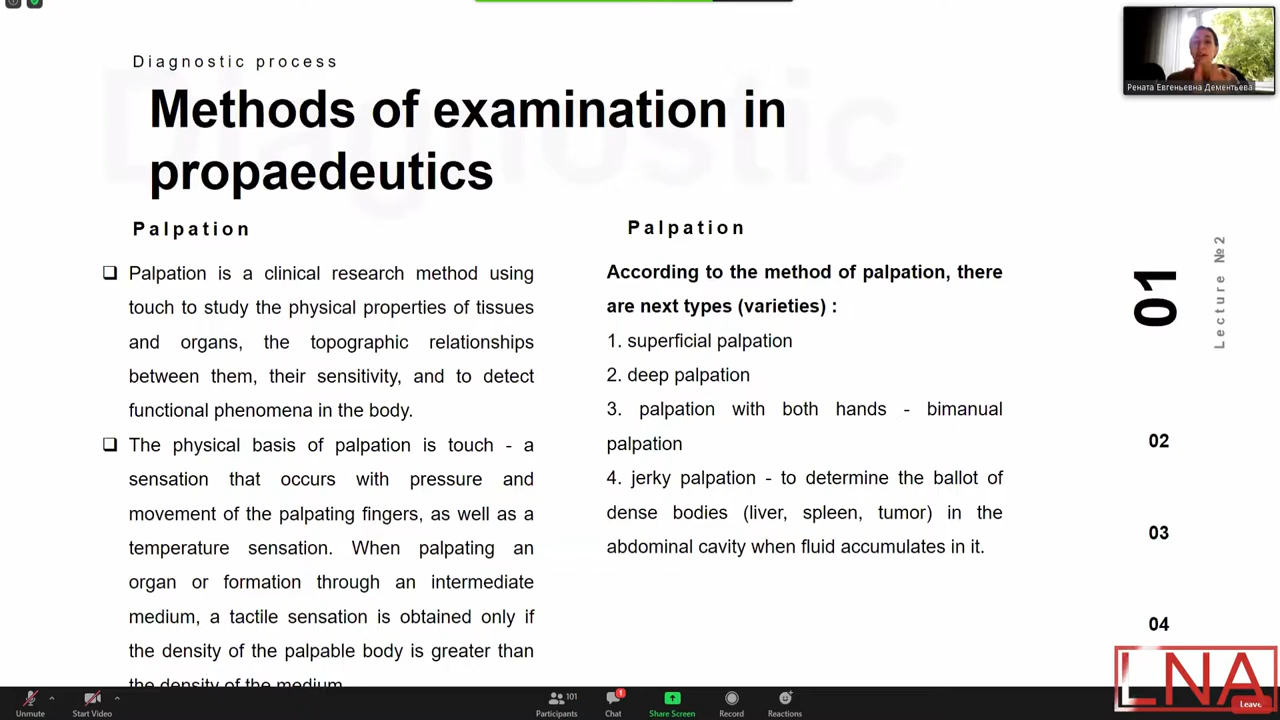 Diagnostic process
Methods of examination in
propaedeutics
Palpation
Palpation is a clinical research method using
touch to study the physical properties of tissues
and organs, the topographic relationships
between them, their sensitivity, and to detect
functional phenomena in the body.
The physical basis of palpation is touch - a
sensation that occurs with pressure and
movement of the palpating fingers, as well as a
temperature sensation. When palpating an
organ or formation through an intermediate
medium, a tactile sensation is obtained only if
the density of the palpable body is greater than
the density of the medium
Palpation
According to the method of palpation, there
are next types (varieties) :
1. superficial palpation
2. deep palpation
3. palpation with both hands - bimanual
palpation
4. jerky palpation - to determine the ballot of
dense bodies (liver, spleen, tumor) in the
abdominal cavity when fluid accumulates in it.
Diagnostic
Рената Евгеньевна Дементьева
Lecture №2
01
02
03
04
LNA
Unmute
Start Video
101
Participants
1
Chat
Share Screen
Record
Reactions
Leave